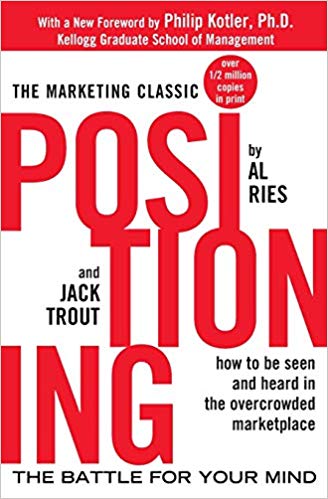 With a New Foreword by Philip Kotler, Ph.D.
Kellogg Graduate School of Management
THE MARKETING CLASSIC
over
1/2 million
copies
in print
POSI
by
AL
RIES
TION
and
JACK
TROUT
ING
how to be seen
and heard in
the overcrowded
marketplace
THE BATTLE FOR YOUR MIND